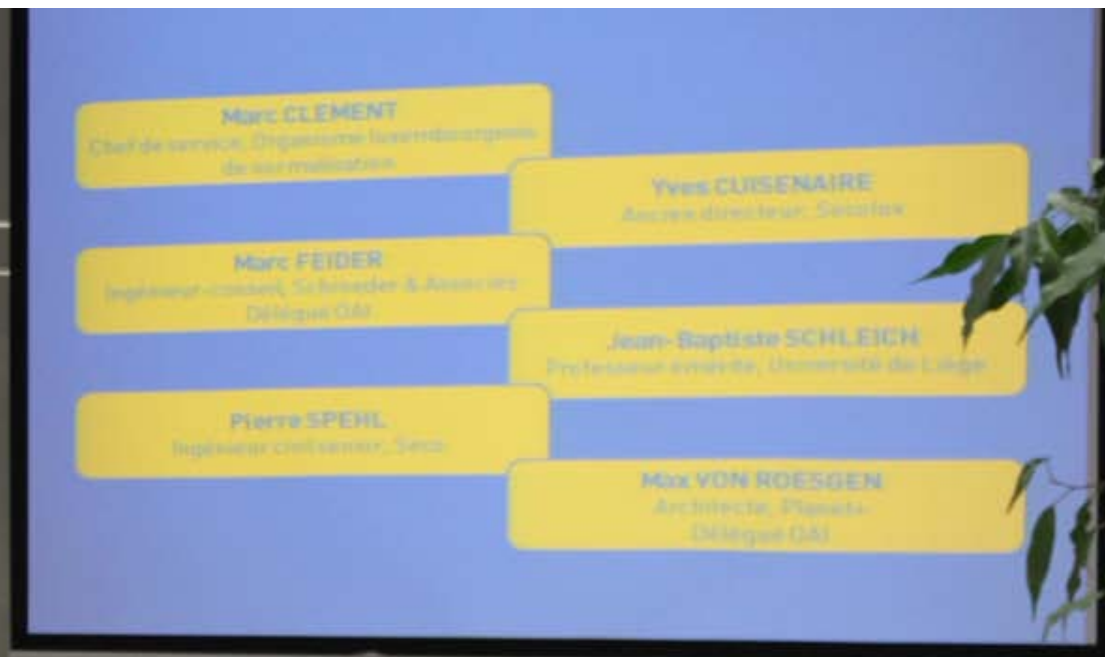 Marc CLEMENT
Chef de service, Organisme luxembourgeois
de normalisation
Yves CUISENAIRE
Ancien directeur, Secolux
Marc FEIDER
Ingénieur-conseil, Schroeder & Associés
Délégué OAI
Jean-Baptiste SCHLEICH
Professeur émérite, Université de Liège
Pierre SPEHL
Ingénieur civil senior, Seco
Max VON ROESGEN
Architecte,
Délégué OAI